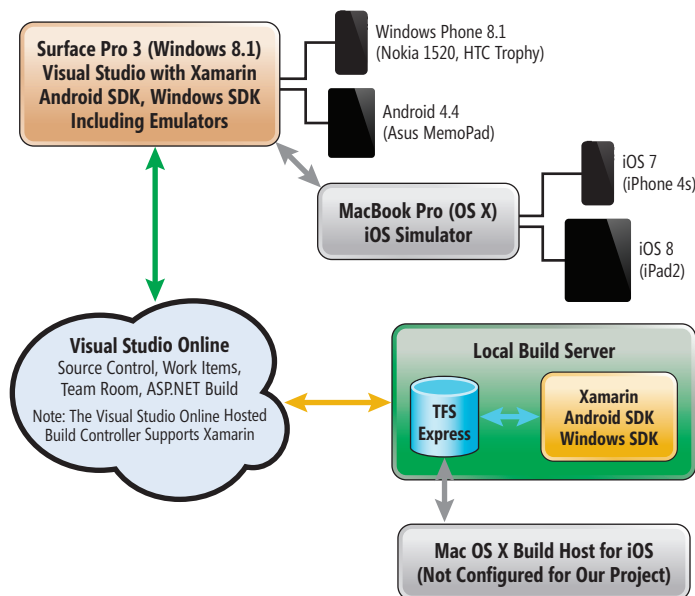 Surface Pro 3 (Windows 8.1)
Visual Studio with Xamarin
Android SDK, Windows SDK
Including Emulators
Windows Phone 8.1
(Nokia 1520, HTC Trophy)
Android 4.4
(Asus MemoPad)
MacBook Pro (OS X)
iOS Simulator
iOS 7
(iPhone 4s)
iOS 8
(iPad2)
Visual Studio Online
Source Control, Work Items,
Team Room, ASP.NET Build
Note: The Visual Studio Online Hosted
Build Controller Supports Xamarin
Local Build Server
TFS
Express
Xamarin
Android SDK
Windows SDK
Mac OS X Build Host for iOS
(Not Configured for Our Project)